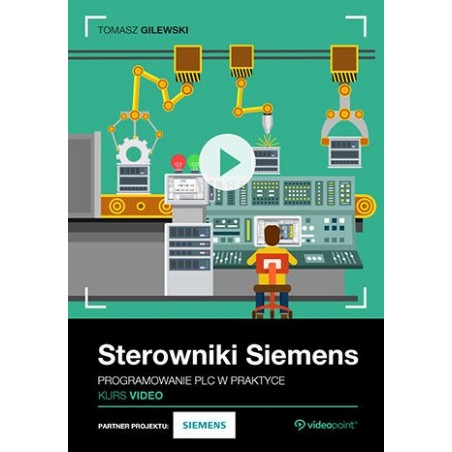 TOMASZ GILEWSKI
Sterowniki Siemens
PROGRAMOWANIE PLC W PRAKTYCE
KURS VIDEO
PARTNER PROJEKTU: SIEMENS
videopoint